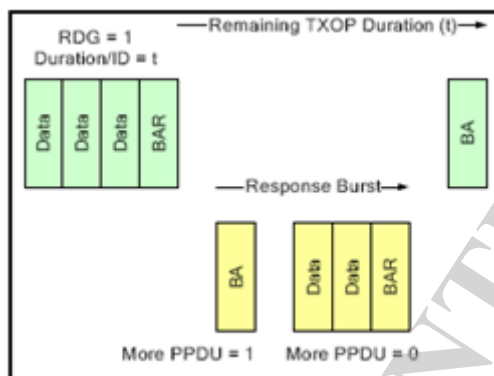 RDG = 1
Duration/ID = t
Remaining TXOP Duration (t)
Data
Data
Data
BAR
BA
Response Burst
BA
Data
Data
BAR
More PPDU = 1
More PPDU = 0